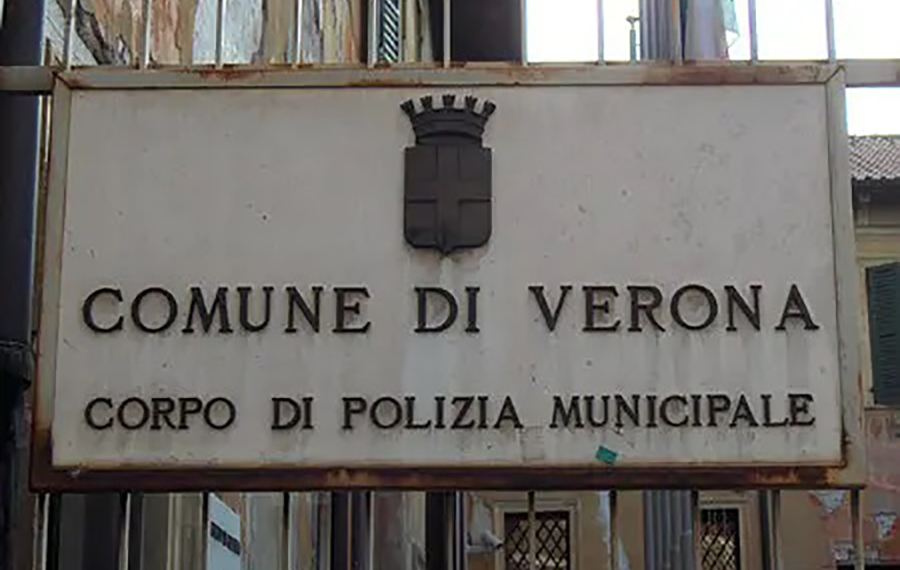 COMUNE DI VERONA
CORPO DI POLIZIA MUNICIPALE